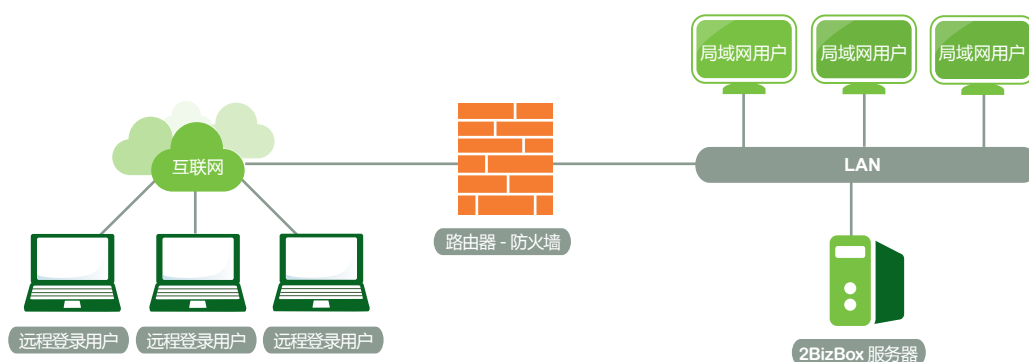 局域网用户
局域网用户
局域网用户
互联网
LAN
路由器 - 防火墙
远程登录用户
远程登录用户
远程登录用户
2BizBox 服务器